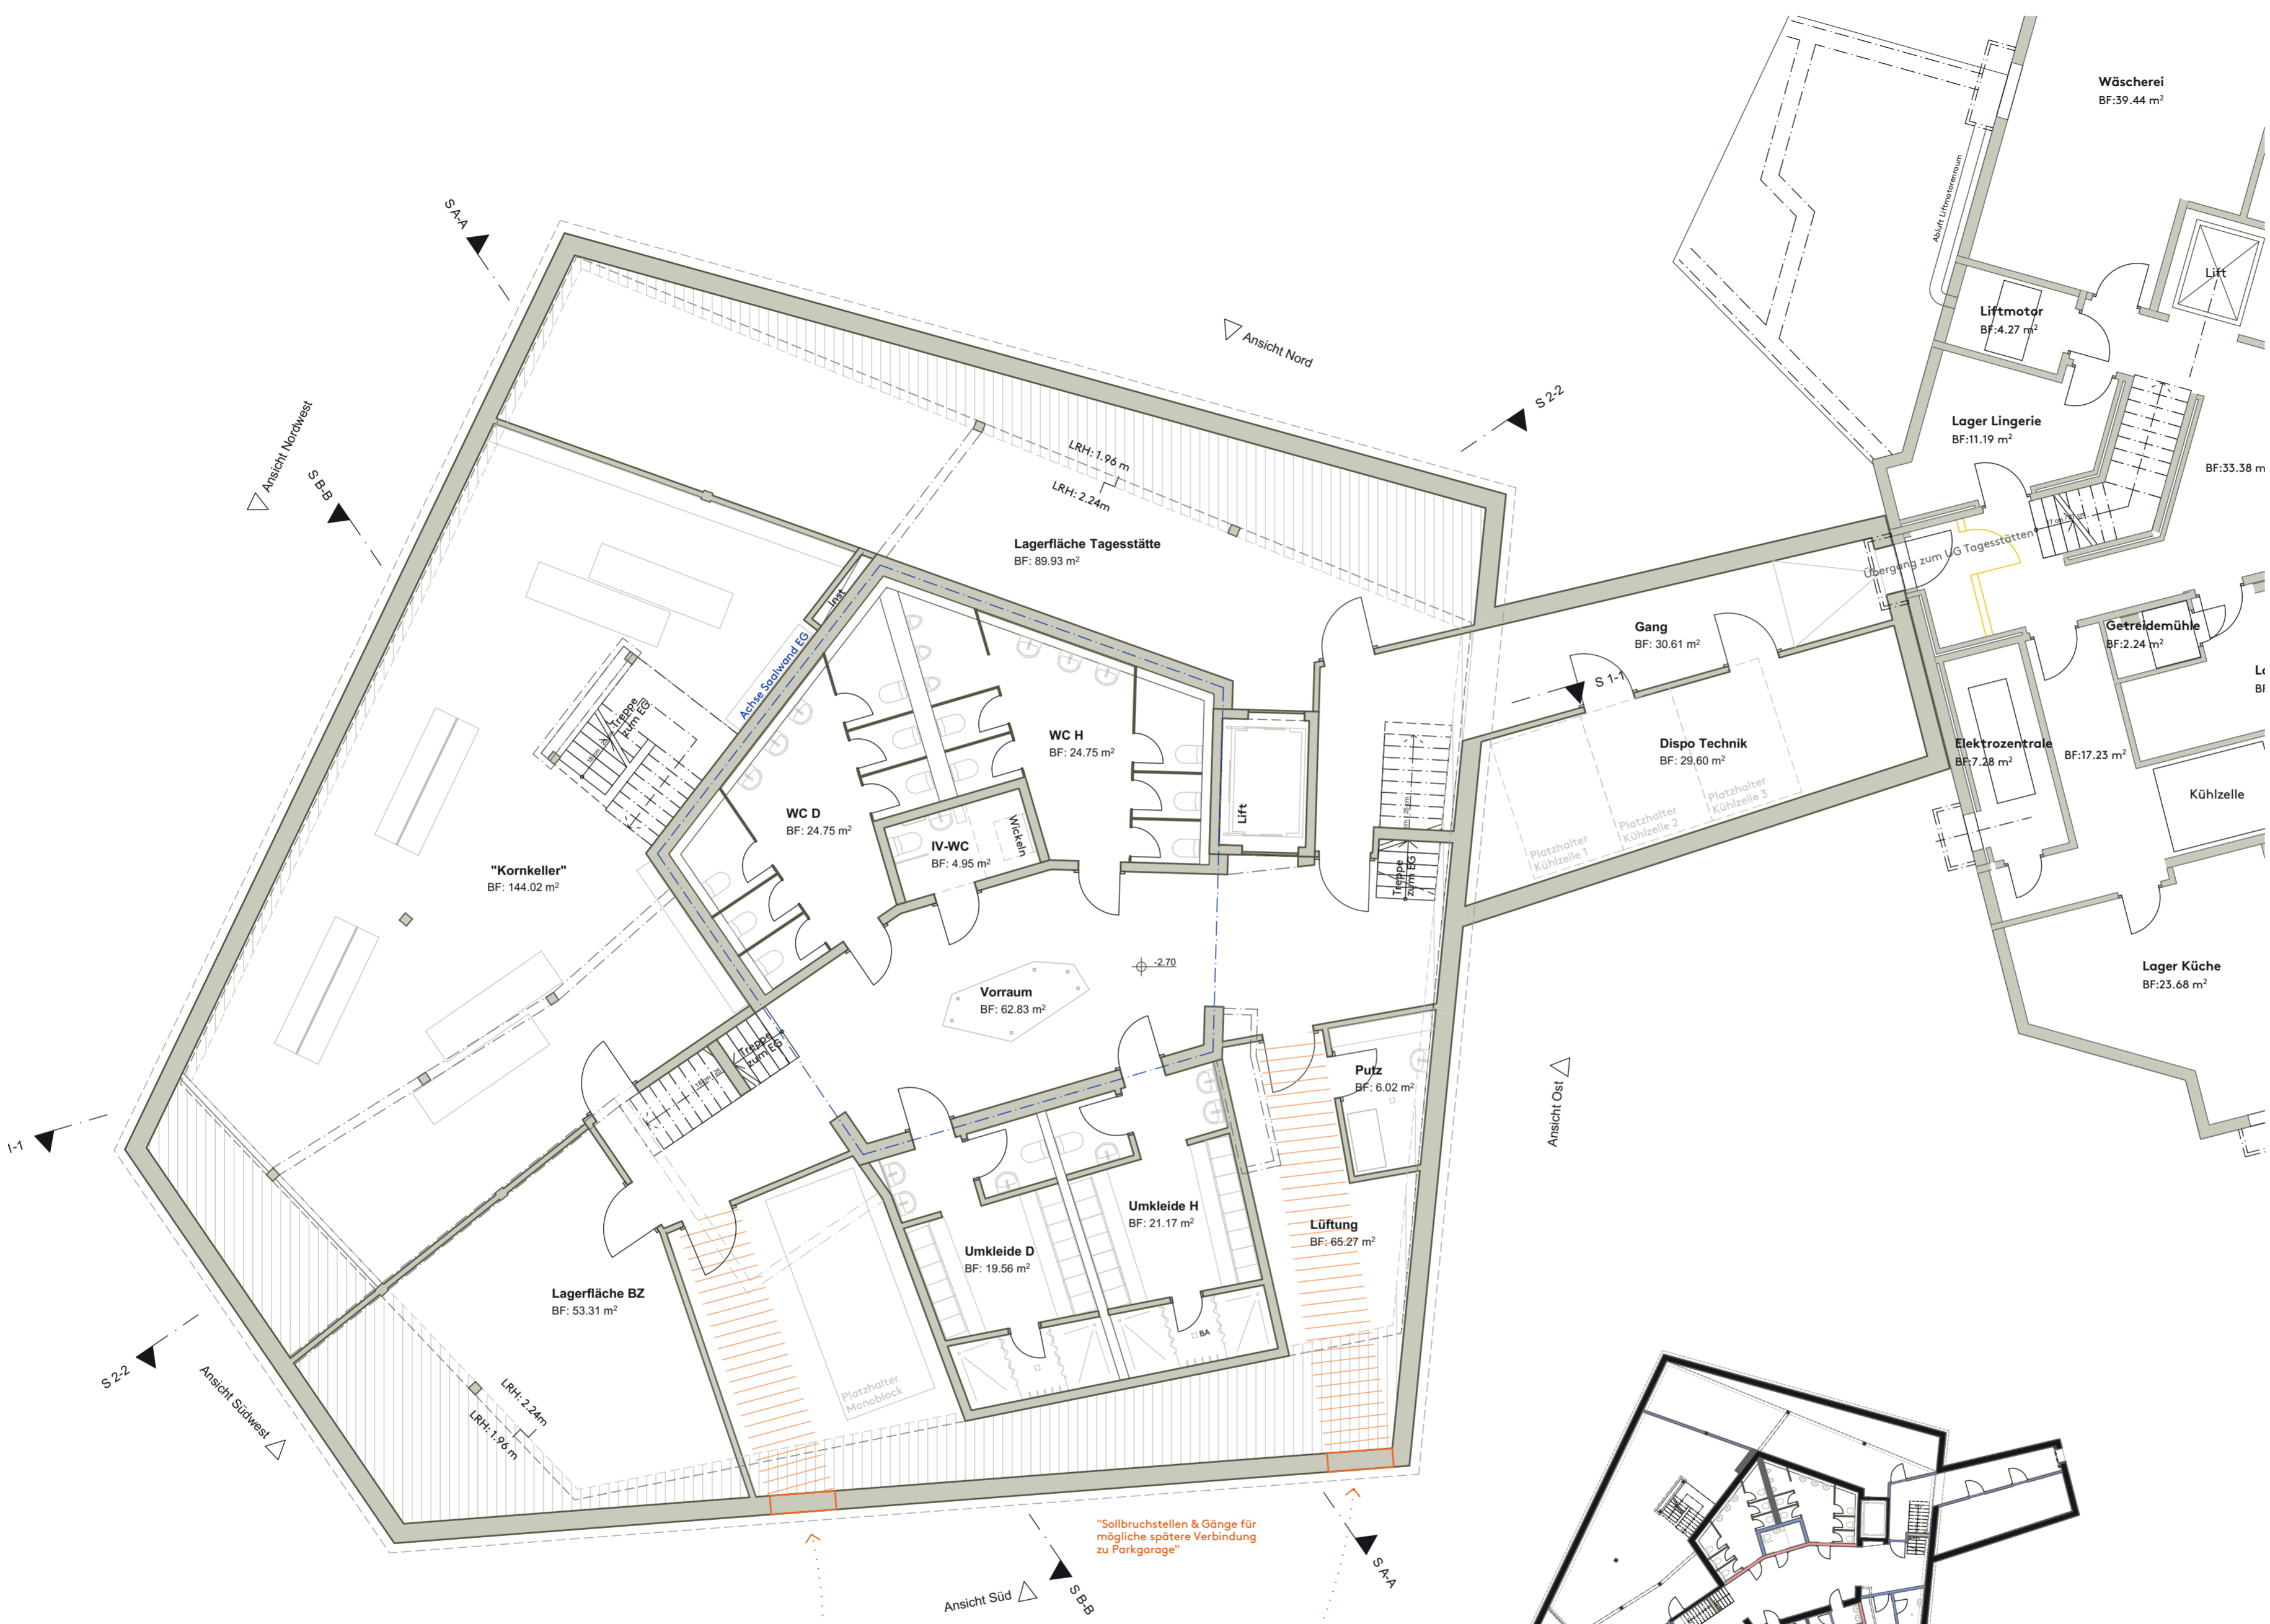 Wäscherei
BF:39.44 m²
Abluft Liftmotorenraum
Lift
Liftmotor
BF:4.27 m²
Lager Lingerie
BF:11.19 m²
BF:33.38 m
S A-A
Ansicht Nord
S 2-2
Ansicht Nordwest
S B-B
LRH: 1.96 m
LRH: 2.24m
Lagerfläche Tagesstätte
BF: 89.93 m²
Übergang zum UG Tagesstätten
Inst
Gang
BF: 30.61 m²
Getreidemühle
BF:2.24 m²
S 1-1
Achse Saalwand EG
Treppe
zum EG
WC H
BF: 24.75 m²
Dispo Technik
BF: 29.60 m²
Elektrozentrale
BF:7.28 m²
BF:17.23 m²
Kühlzelle
Platzhalter
Kühlzelle 1
Platzhalter
Kühlzelle 2
Platzhalter
Kühlzelle 3
WC D
BF: 24.75 m²
Lift
IV-WC
BF: 4.95 m²
Wickeln
Treppe
zum EG
"Kornkeller"
BF: 144.02 m²
-2.70
Vorraum
BF: 62.83 m²
Lager Küche
BF:23.68 m²
Treppe
zum EG
Putz
BF: 6.02 m²
Ansicht Ost
I-1
Umkleide H
BF: 21.17 m²
Lüftung
BF: 65.27 m²
Umkleide D
BF: 19.56 m²
Lagerfläche BZ
BF: 53.31 m²
BA
S 2-2
Ansicht Südwest
Platzhalter
Monoblock
LRH: 2.24m
LRH: 1.96 m
"Sollbruchstellen & Gänge für
mögliche spätere Verbindung
zu Parkgarage"
S A-A
Ansicht Süd
S B-B